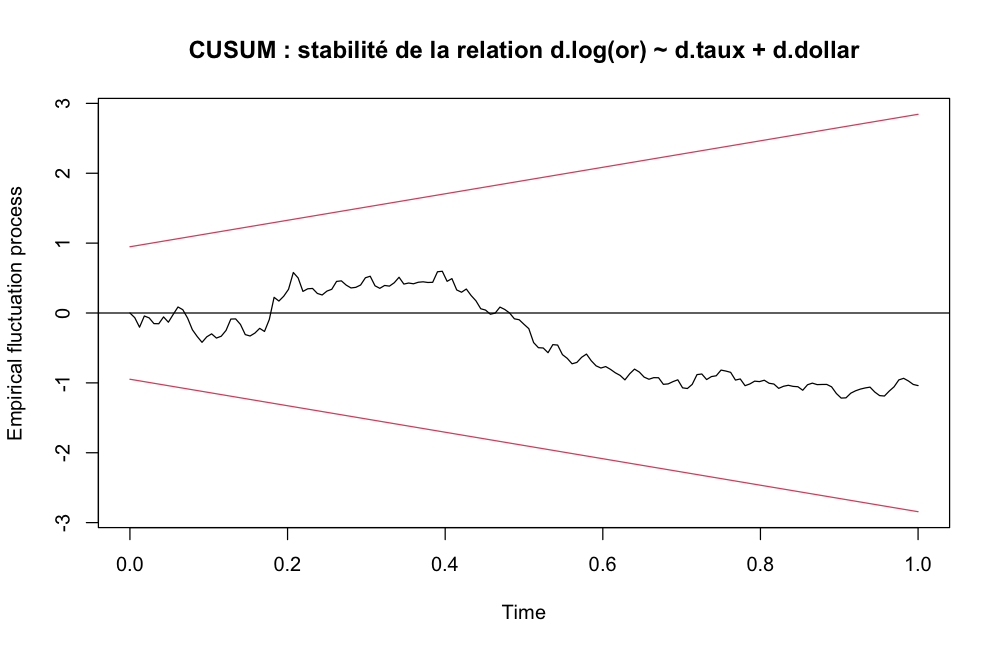 CUSUM : stabilité de la relation d.log(or) ~ d.taux + d.dollar
Empirical fluctuation process
3
2
1
0
-1
-2
-3
0.0 0.2 0.4 0.6 0.8 1.0
Time